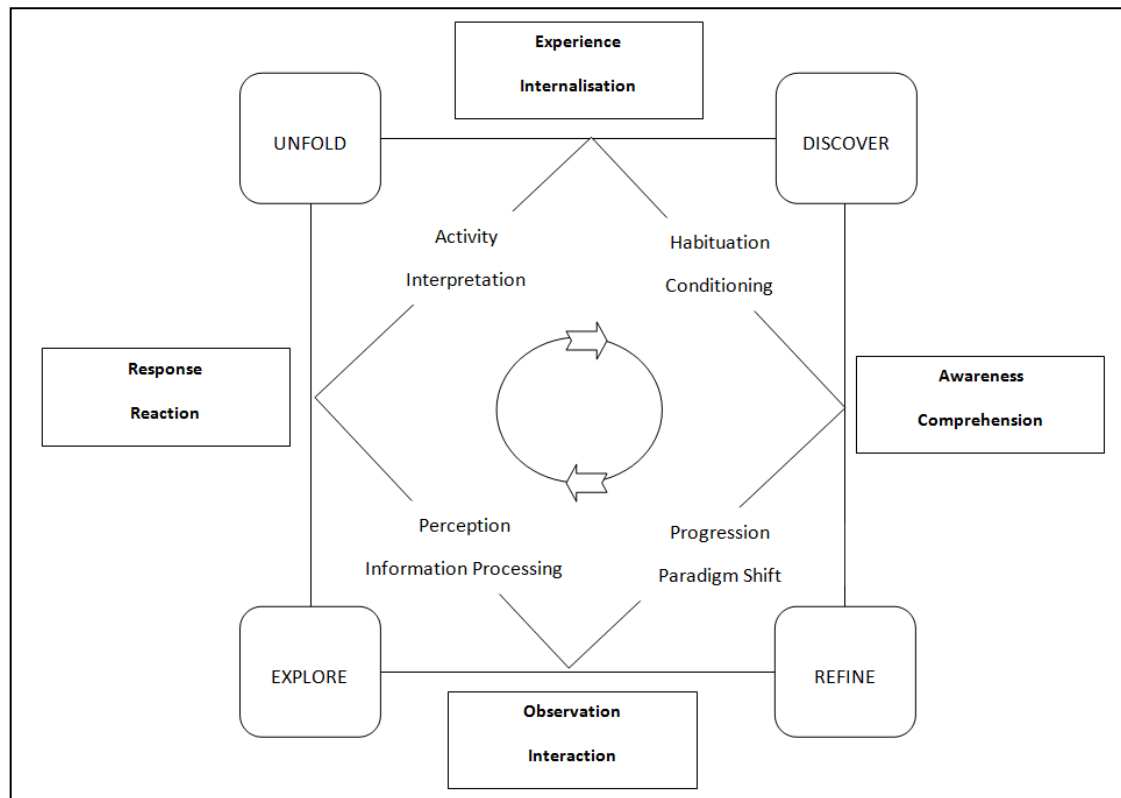 Experience
Internalisation
UNFOLD
DISCOVER
Activity
Interpretation
Habituation
Conditioning
Response
Reaction
Awareness
Comprehension
Perception
Information Processing
Progression
Paradigm Shift
EXPLORE
REFINE
Observation
Interaction